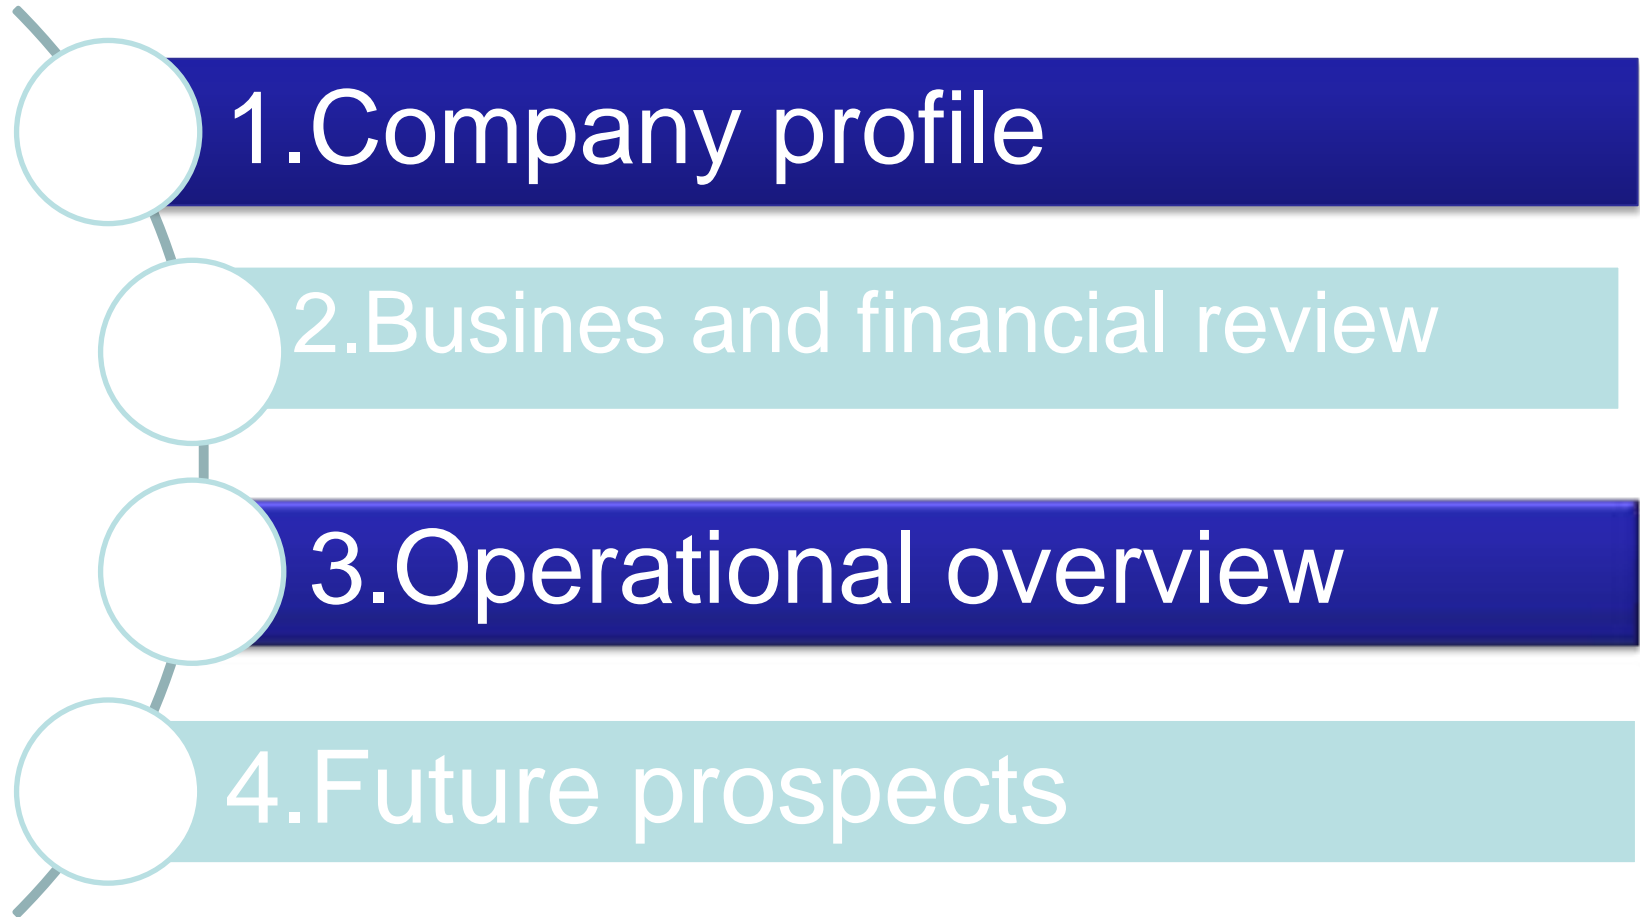 1.Company profile
2.Busines and financial review
3.Operational overview
4.Future prospects